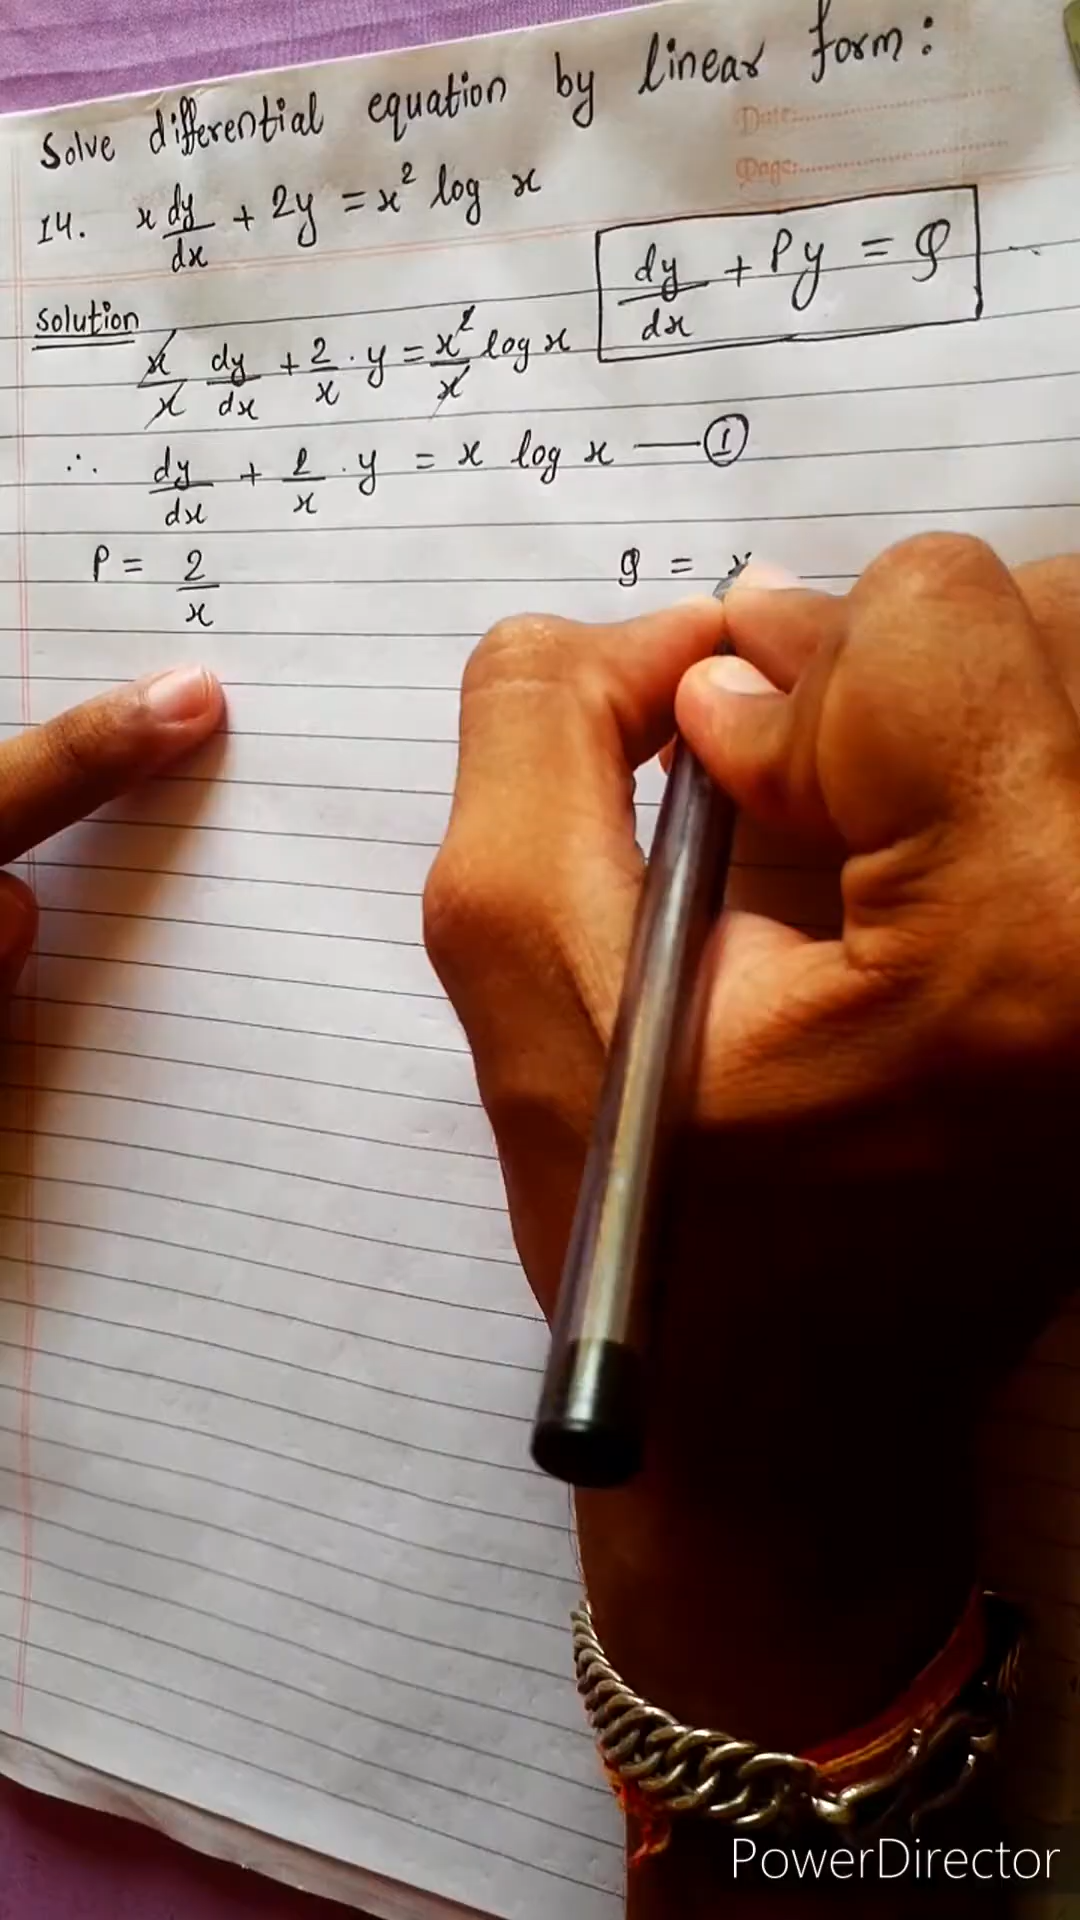 Solve differential equation by linear form:
Date:
Page:
14. x dy/dx + 2y = x² log x
dy/dx + Py = Q
Solution
x/x dy/dx + 2/x · y = x²/x log x
∴ dy/dx + 2/x · y = x log x — ①
P = 2/x
Q = x
PowerDirector